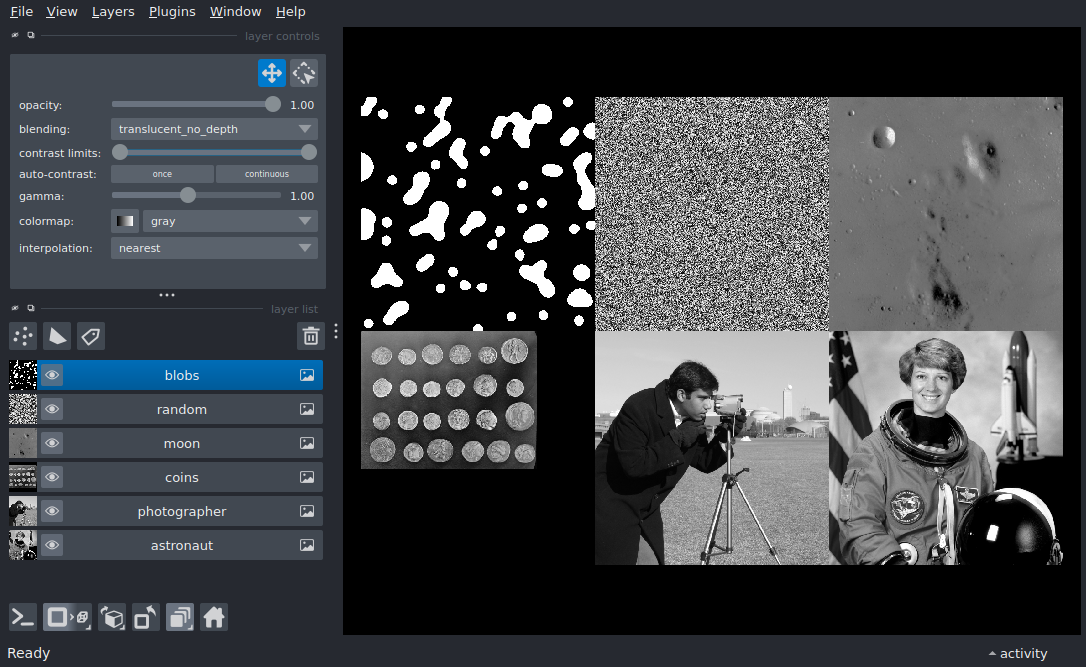 File View Layers Plugins Window Help
layer controls
opacity: 1.00
blending: translucent_no_depth
contrast limits:
auto-contrast: once continuous
gamma: 1.00
colormap: gray
interpolation: nearest
layer list
blobs
random
moon
coins
photographer
astronaut
Ready activity